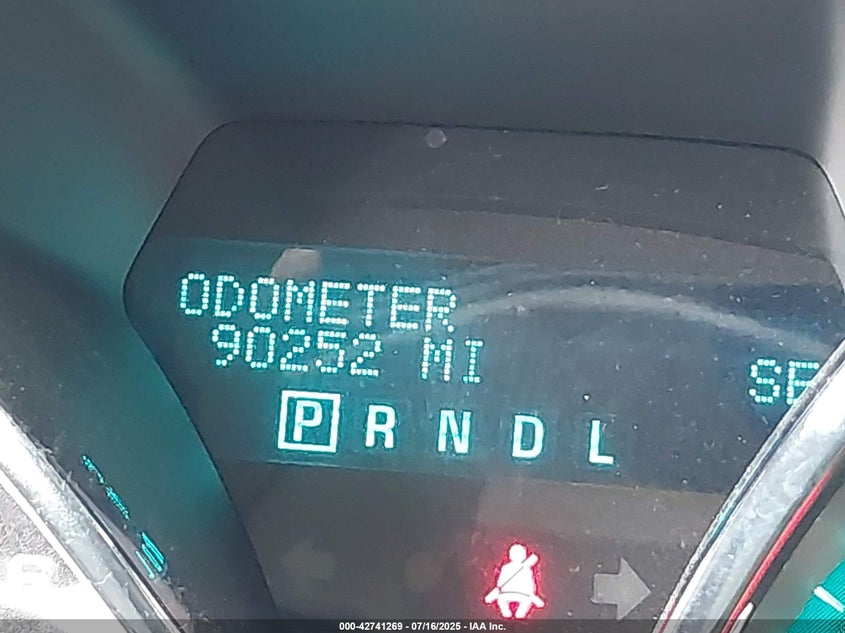 ODOMETER
90252 MI
P R N D L
000-42741269 - 07/16/2025 - IAA Inc.